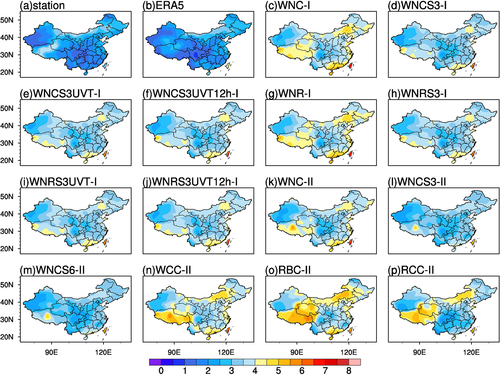 (a)station (b)ERA5 (c)WNC-I (d)WNCS3-I
55N
40N
30N
20N
(e)WNCS3UVT-I (f)WNCS3UVT12h-I (g)WNR-I (h)WNRS3-I
50N
40N
30N
20N
(i)WNRS3UVT-I (j)WNRS3UVT12h-I (k)WNC-II (l)WNCS3-II
50N
40N
30N
20N
(m)WNCS6-II (n)WCC-II (o)RBC-II (p)RCC-II
50N
40N
30N
20N
90E 120E 90E 120E 90E 120E 90E 120E
0 1 2 3 4 5 6 7 8